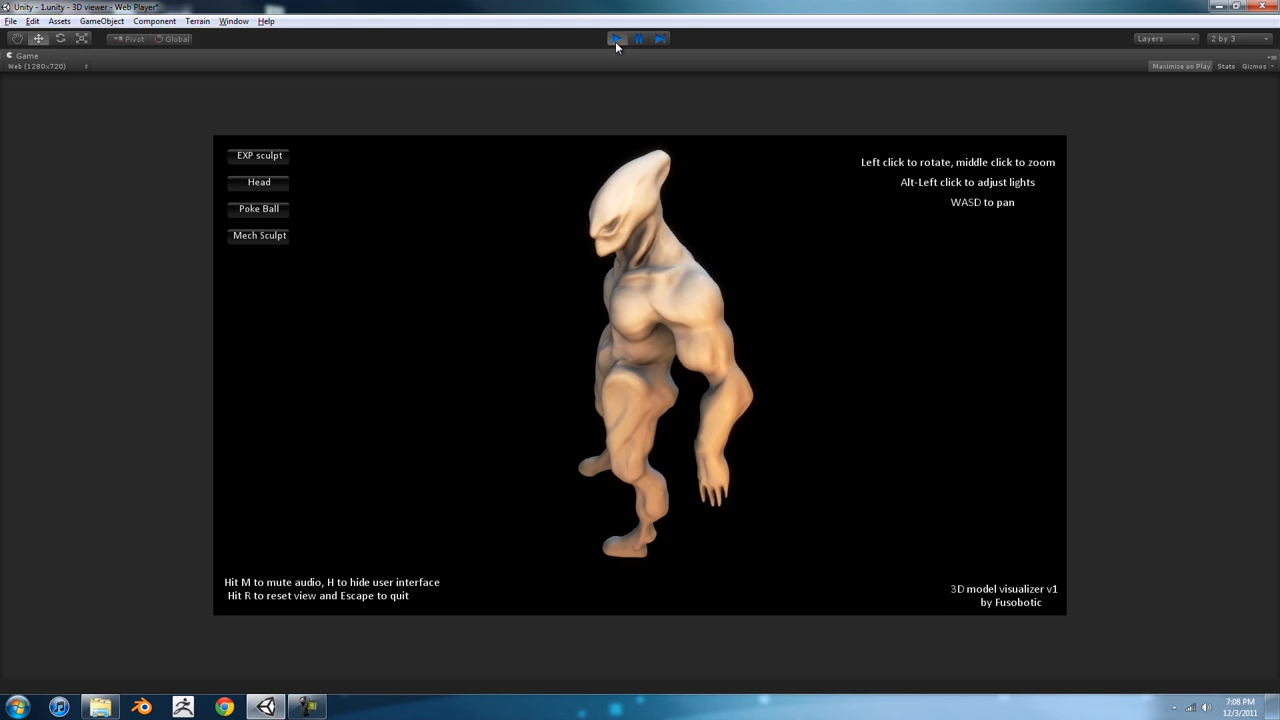 Unity - 1.unity - 3D viewer - Web Player*
File Edit Assets GameObject Component Terrain Window Help
Pivot Global Layers 2 by 3
Game
Web (1280x720) Maximize on Play Stats Gizmos
EXP sculpt
Head
Poke Ball
Mech Sculpt
Left click to rotate, middle click to zoom
Alt-Left click to adjust lights
WASD to pan
Hit M to mute audio, H to hide user interface
Hit R to reset view and Escape to quit
3D model visualizer v1
by Fusobotic
7:08 PM
12/3/2011